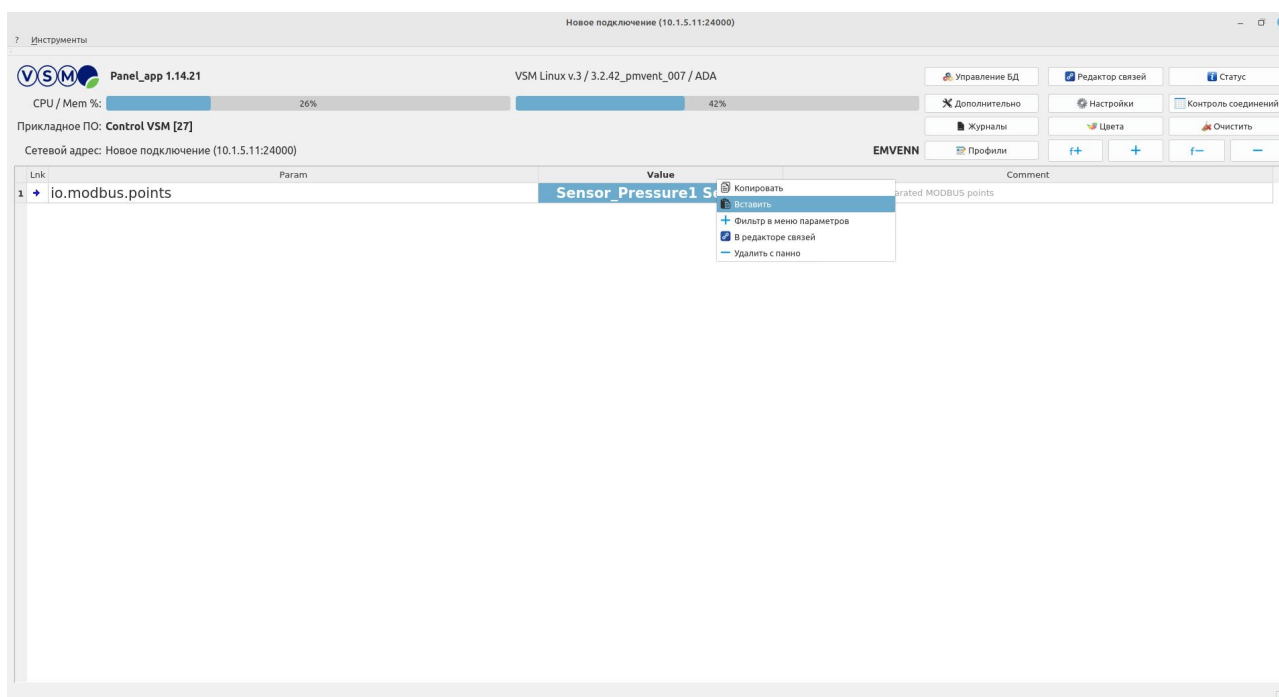 Новое подключение (10.1.5.11:24000)
? Инструменты
VSM Panel_app 1.14.21 VSM Linux v.3 / 3.2.42_pmvent_007 / ADA Управление БД Редактор связей Статус
CPU / Mem %: 26% 42% Дополнительно Настройки Контроль соединений
Прикладное ПО: Control VSM [27] Журналы Цвета Очистить
Сетевой адрес: Новое подключение (10.1.5.11:24000) EMVENN Профили f+ + f− −
Lnk Param Value Comment
1 io.modbus.points Sensor_Pressure1 arated MODBUS points
Копировать
Вставить
Фильтр в меню параметров
В редакторе связей
Удалить с панно